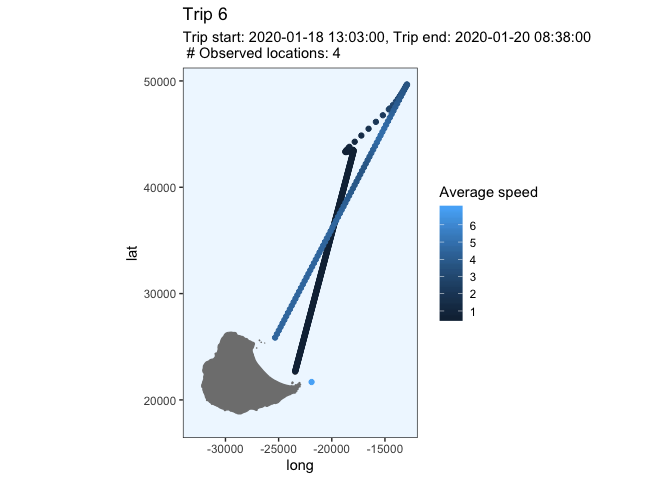 Trip 6
Trip start: 2020-01-18 13:03:00, Trip end: 2020-01-20 08:38:00
# Observed locations: 4
50000
40000
30000
20000
lat
-30000 -25000 -20000 -15000
long
Average speed
6
5
4
3
2
1